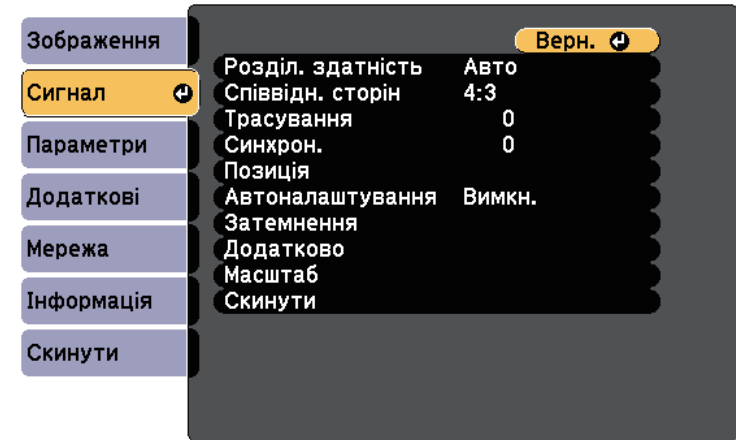 Зображення
Сигнал
Параметри
Додаткові
Мережа
Інформація
Скинути
Верн.
Розділ. здатність Авто
Співвідн. сторін 4:3
Трасування 0
Синхрон. 0
Позиція
Автоналаштування Вимкн.
Затемнення
Додатково
Масштаб
Скинути